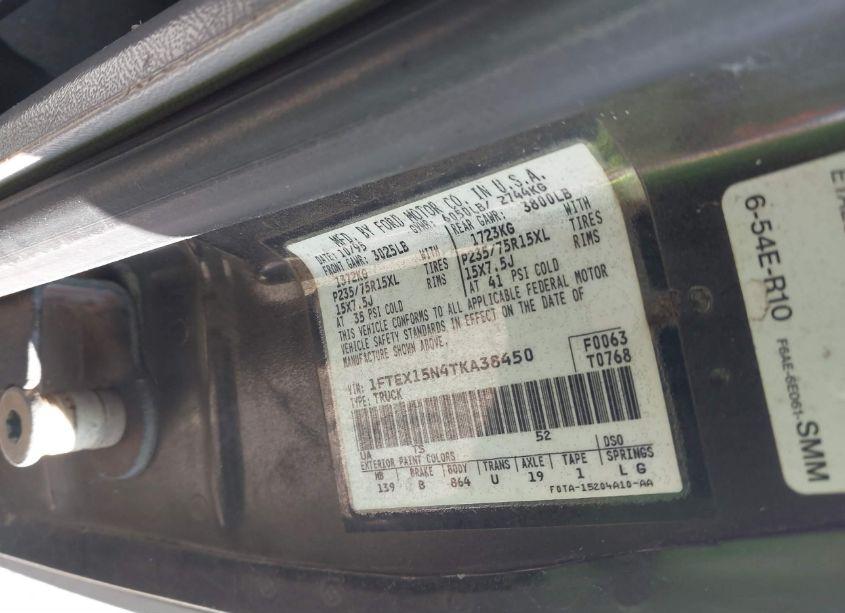 MFD. BY FORD MOTOR CO. IN U.S.A.
DATE: 10/95 GVWR: 6050LB/ 2744KG
FRONT GAWR: 3025LB REAR GAWR: 3800LB
1372KG WITH 1723KG WITH
P235/75R15XL TIRES P235/75R15XL TIRES
15X7.5J RIMS 15X7.5J RIMS
AT 35 PSI COLD AT 41 PSI COLD
THIS VEHICLE CONFORMS TO ALL APPLICABLE FEDERAL MOTOR
VEHICLE SAFETY STANDARDS IN EFFECT ON THE DATE OF
MANUFACTURE SHOWN ABOVE.
VIN: 1FTEX15N4TKA38450 F0063
TYPE: TRUCK T0768
UA TS 52
EXTERIOR PAINT COLORS DSO
WB BRAKE BODY TRANS AXLE TAPE SPRINGS
139 B 864 U 19 1 L G
F0TA-15204A10-AA
6-54E-R10
F6AE-6E061-SMM